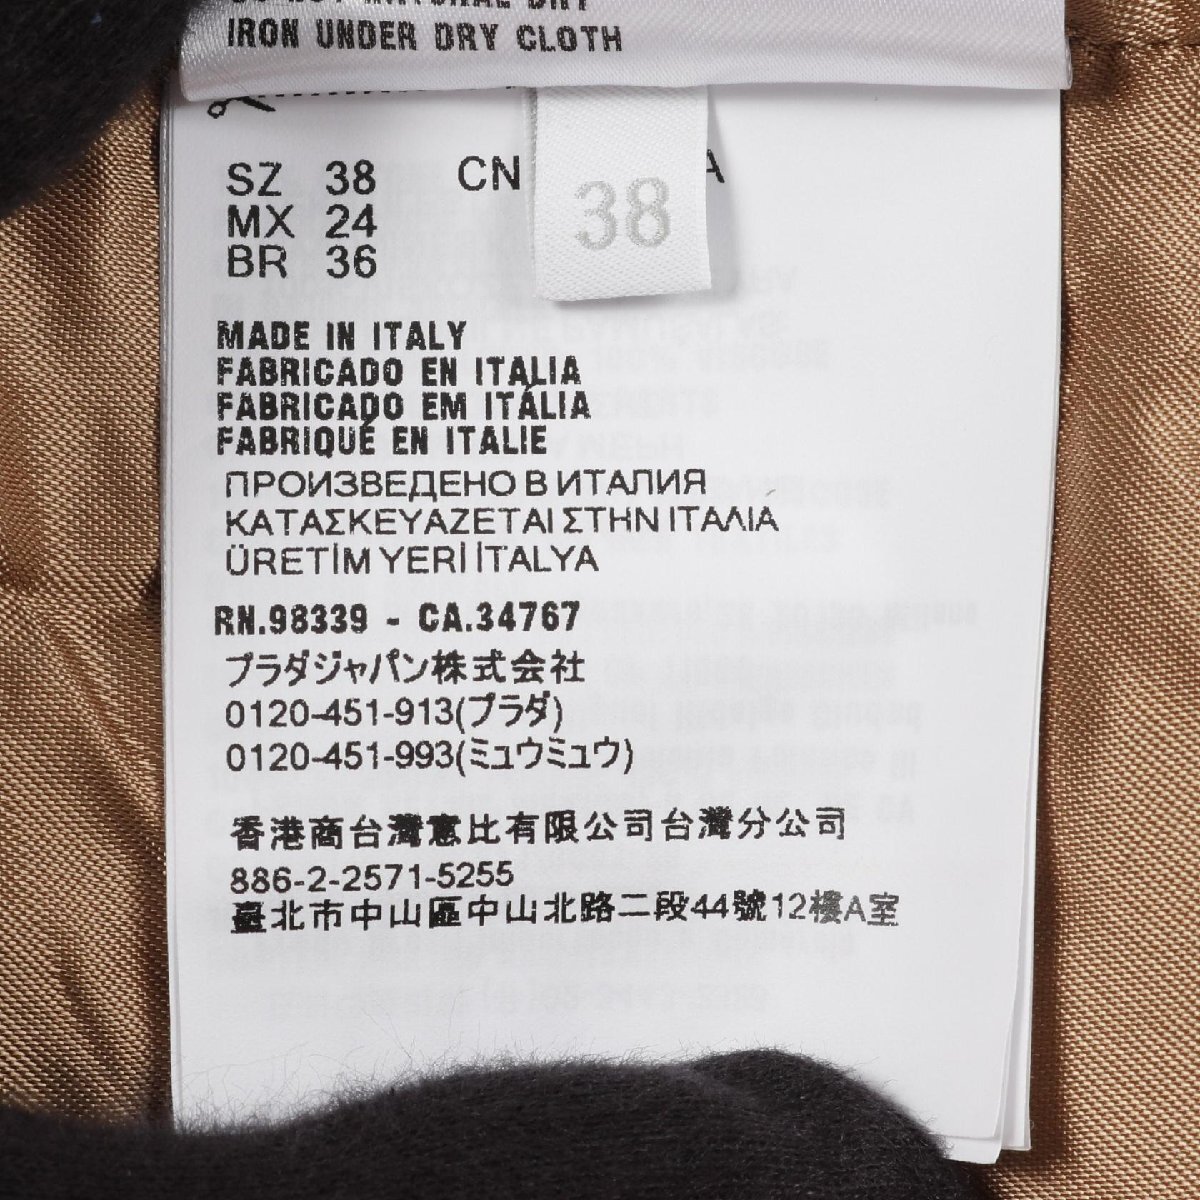 IRON UNDER DRY CLOTH
SZ 38 CN
MX 24
BR 36
38
MADE IN ITALY
FABRICADO EN ITALIA
FABRICADO EM ITÁLIA
FABRIQUÉ EN ITALIE
ПРОИЗВЕДЕНО В ИТАЛИЯ
ΚΑΤΑΣΚΕΥΑΖΕΤΑΙ ΣΤΗΝ ΙΤΑΛΙΆ
ÜRETİM YERİ İTALYA
RN.98339 - CA.34767
プラダジャパン株式会社
0120-451-913(プラダ)
0120-451-993(ミュウミュウ)
香港商台灣意比有限公司台灣分公司
886-2-2571-5255
臺北市中山區中山北路二段44號12樓A室